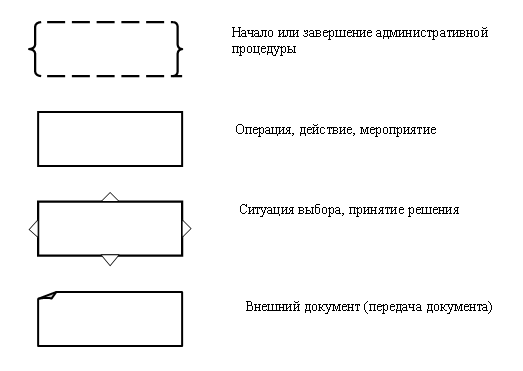 Начало или завершение административной
процедуры
Операция, действие, мероприятие
Ситуация выбора, принятие решения
Внешний документ (передача документа)